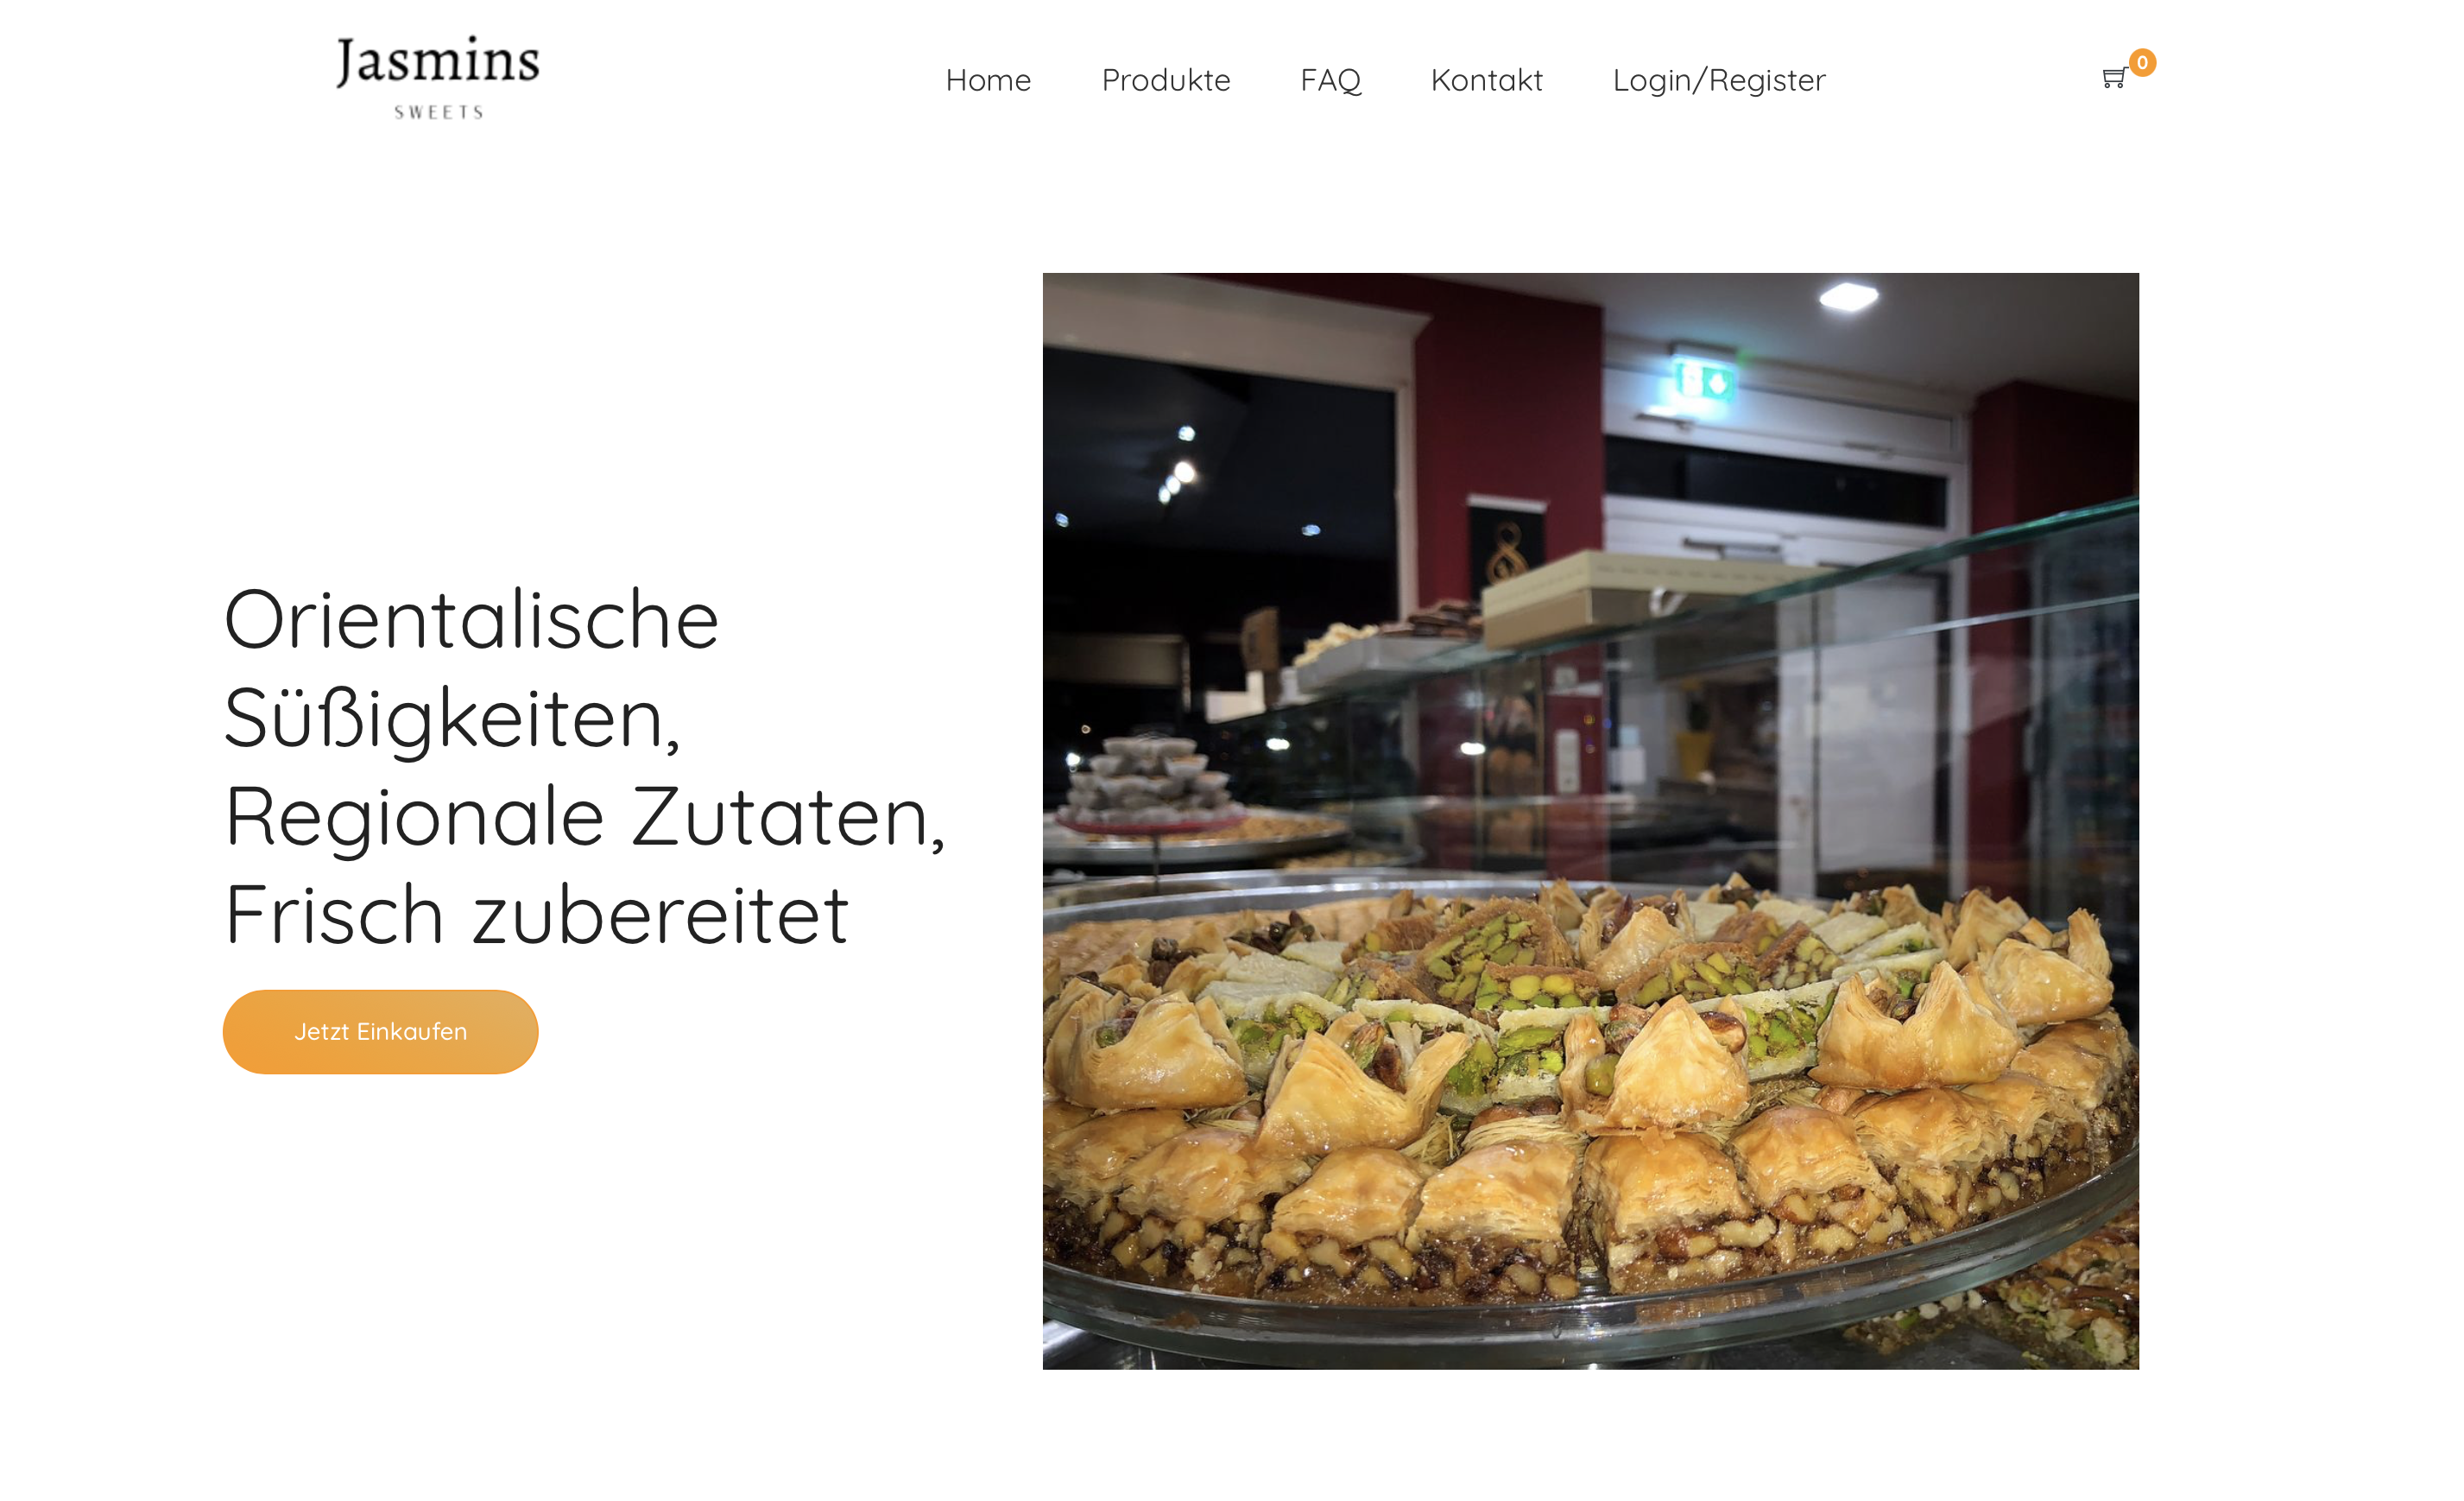 Jasmins
SWEETS
Home
Produkte
FAQ
Kontakt
Login/Register
0
Orientalische
Süßigkeiten,
Regionale Zutaten,
Frisch zubereitet
Jetzt Einkaufen